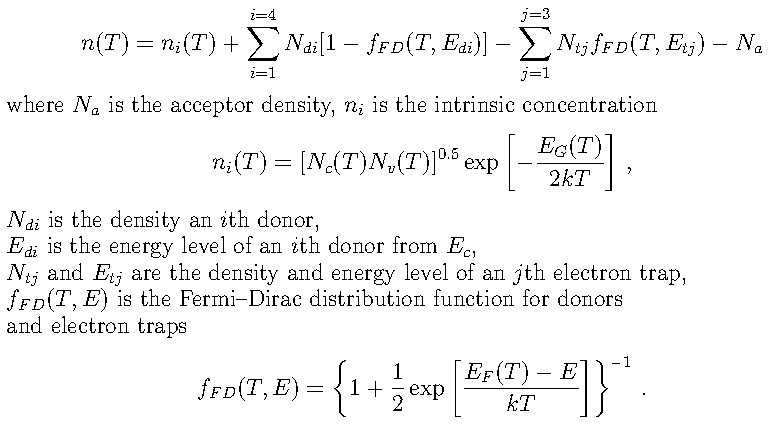 n(T) = n_i(T) + \sum_{i=1}^{i=4} N_{di}[1 - f_{FD}(T, E_{di})] - \sum_{j=1}^{j=3} N_{tj} f_{FD}(T, E_{tj}) - N_a
where N_a is the acceptor density, n_i is the intrinsic concentration
n_i(T) = [N_c(T)N_v(T)]^{0.5} \exp\left[-\frac{E_G(T)}{2kT}\right] ,
N_{di} is the density an ith donor,
E_{di} is the energy level of an ith donor from E_c,
N_{tj} and E_{tj} are the density and energy level of an jth electron trap,
f_{FD}(T, E) is the Fermi–Dirac distribution function for donors
and electron traps
f_{FD}(T, E) = \left\{1 + \frac{1}{2} \exp\left[\frac{E_F(T) - E}{kT}\right]\right\}^{-1} .